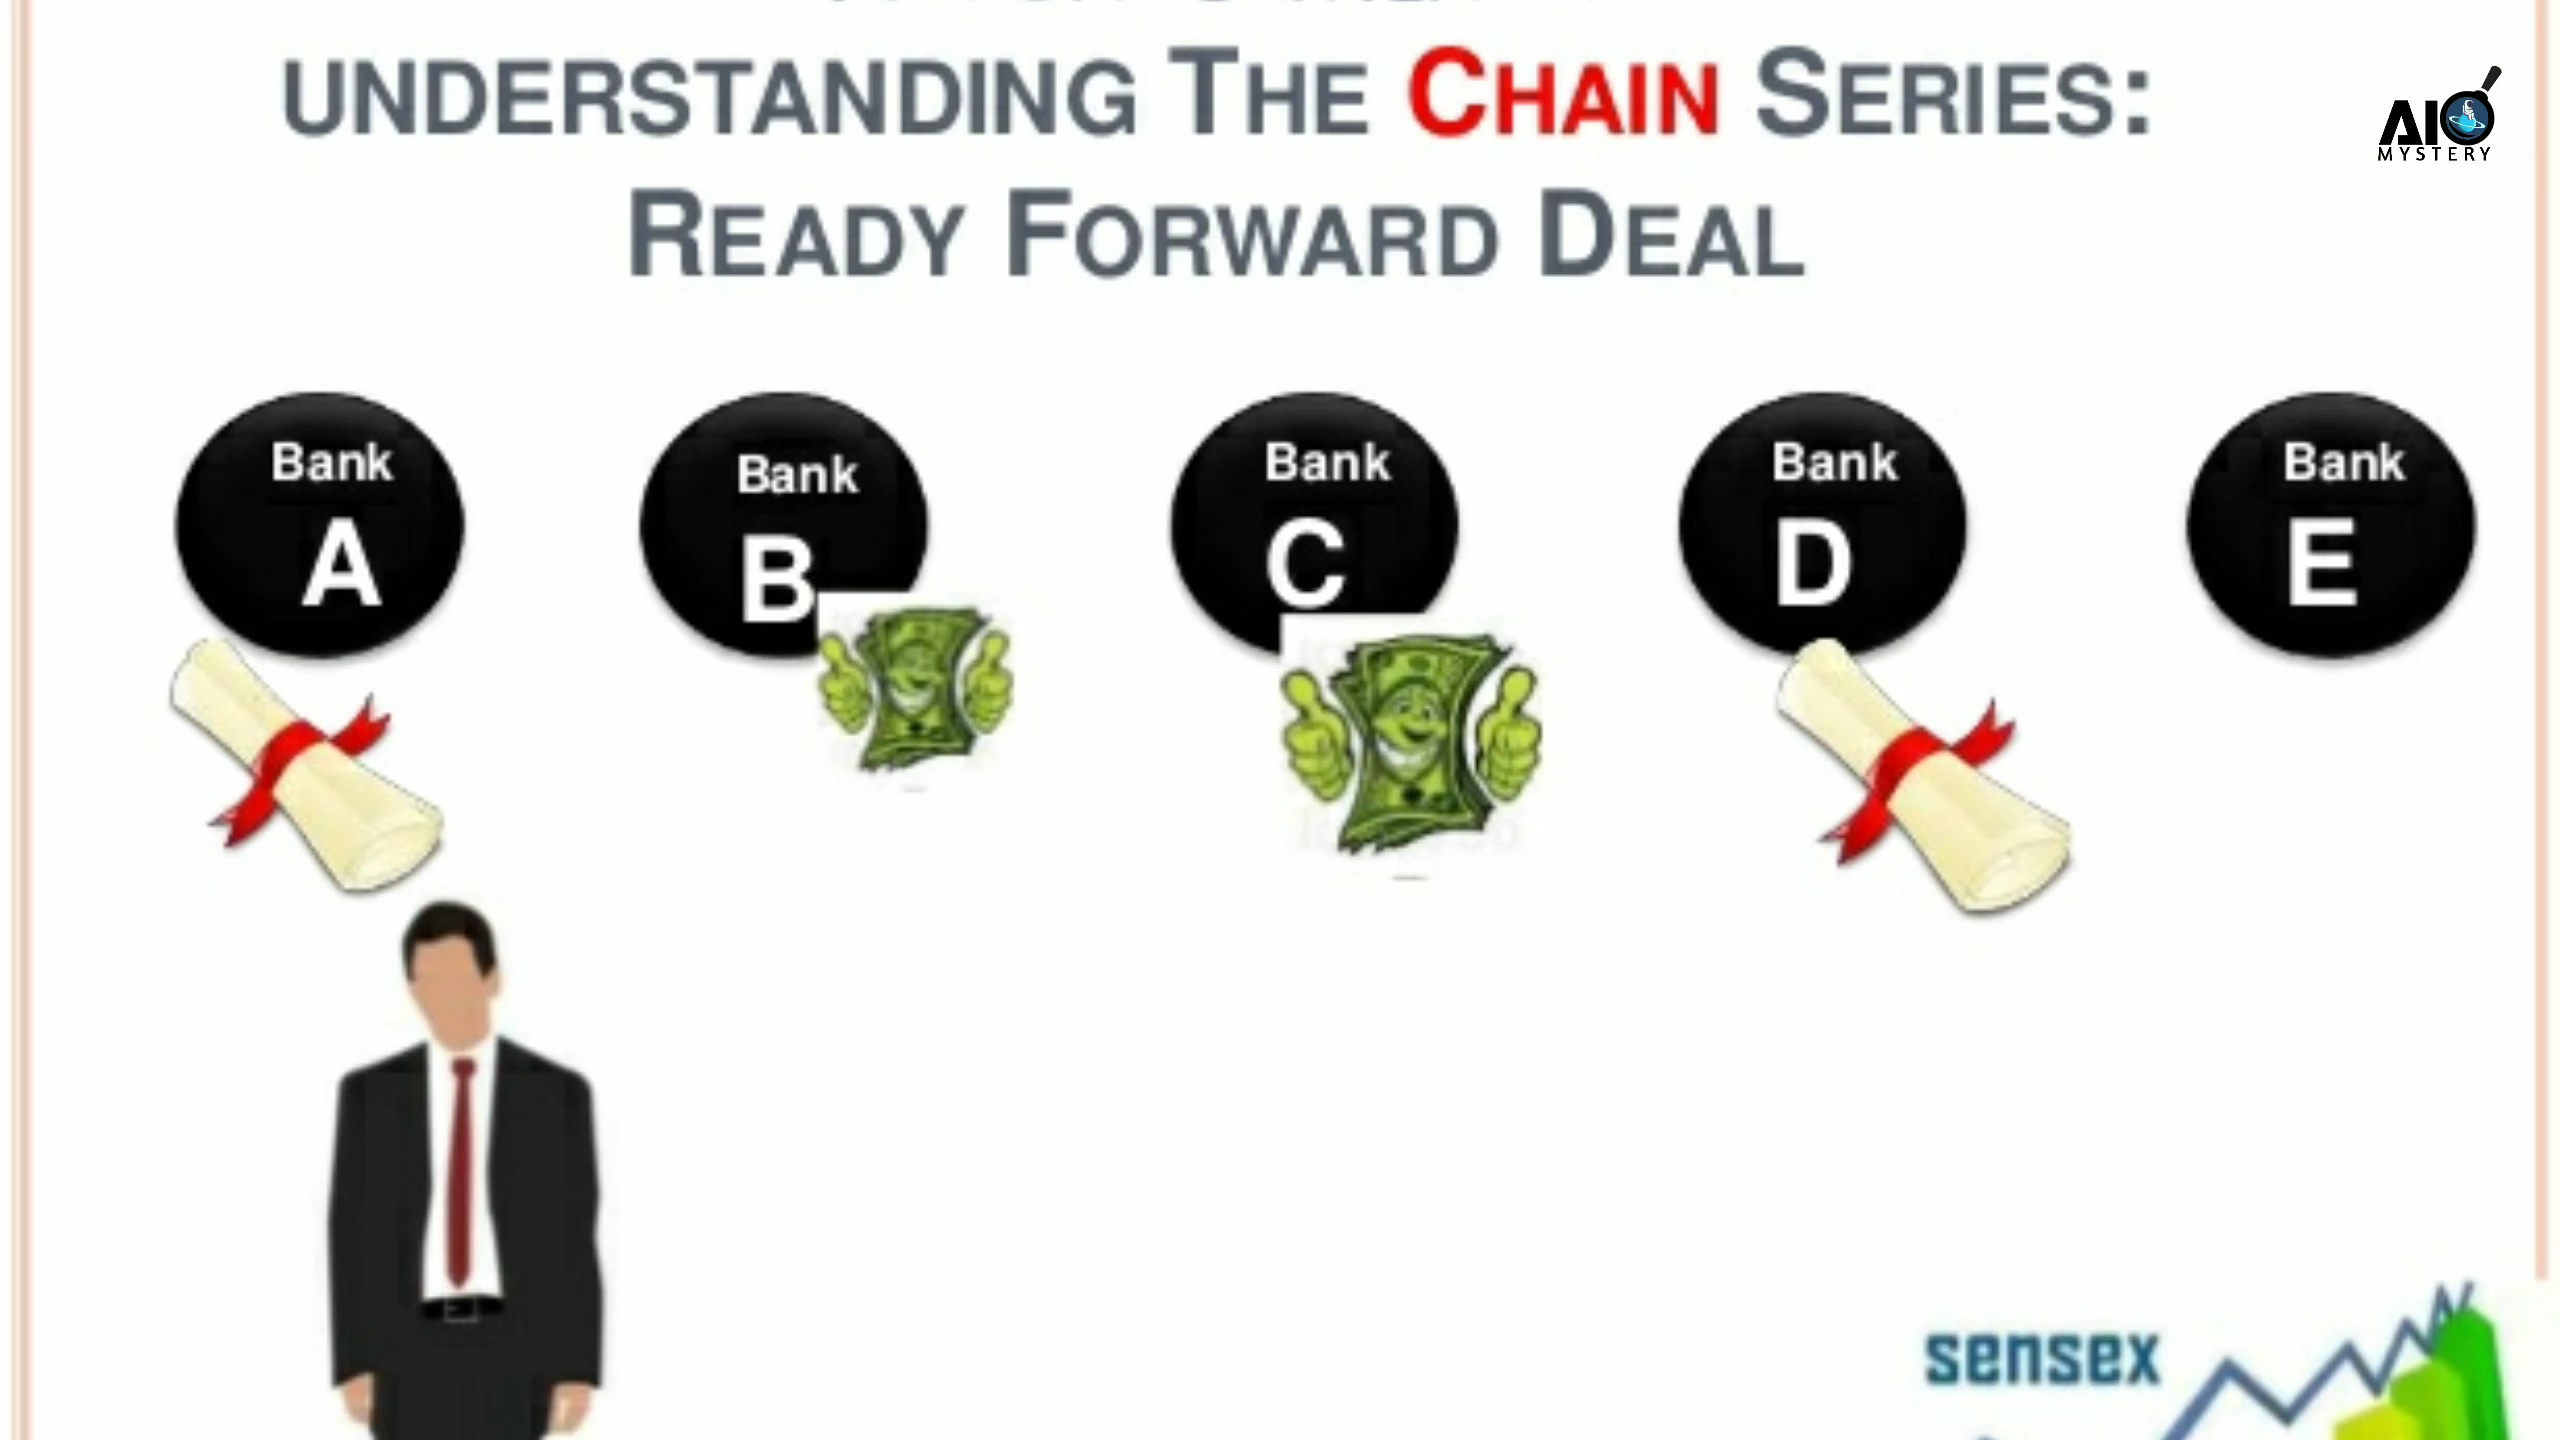 UNDERSTANDING THE CHAIN SERIES:
READY FORWARD DEAL
AIO
MYSTERY
Bank
A
Bank
B
Bank
C
Bank
D
Bank
E
sensex